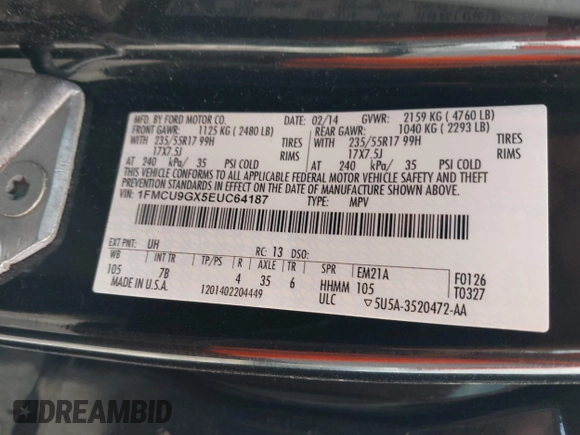 MFD. BY FORD MOTOR CO.
DATE: 02/14 GVWR: 2159 KG ( 4760 LB)
FRONT GAWR: 1125 KG ( 2480 LB) REAR GAWR: 1040 KG ( 2293 LB)
WITH 235/55R17 99H TIRES WITH 235/55R17 99H TIRES
17X7.5J RIMS 17X7.5J RIMS
AT 240 kPa/ 35 PSI COLD AT 240 kPa/ 35 PSI COLD
THIS VEHICLE CONFORMS TO ALL APPLICABLE FEDERAL MOTOR VEHICLE SAFETY AND BUMPER
AND THEFT PREVENTION STANDARDS IN EFFECT ON THE DATE OF MANUFACTURE SHOWN ABOVE.
VIN: 1FMCU9GX5EUC64187 TYPE: MPV
EXT PNT: UH RC: 13 DSO:
WB INT TR TP/PS R AXLE TR SPR EM21A F0126
105 7B 4 35 6 HHMM 105 T0327
MADE IN U.S.A. 1201402204449 ULC ▽5U5A-3520472-AA
DREAMBID